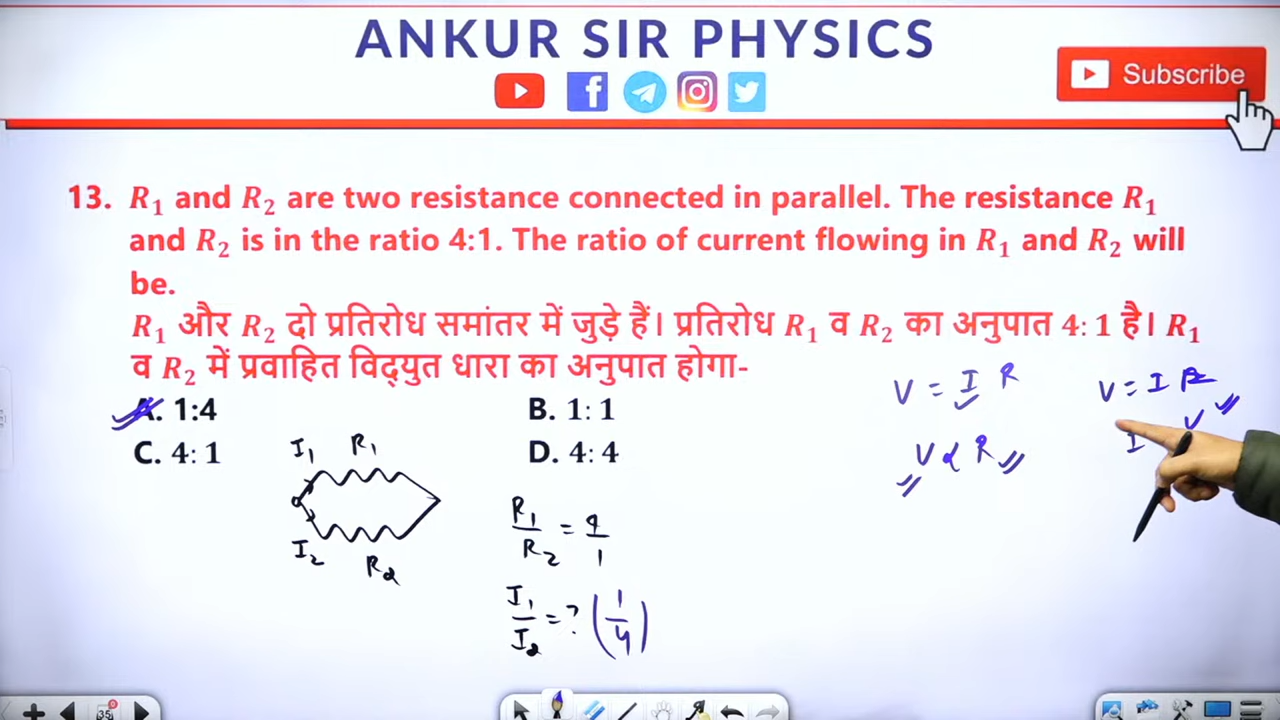 ANKUR SIR PHYSICS
Subscribe
13. R₁ and R₂ are two resistance connected in parallel. The resistance R₁
and R₂ is in the ratio 4:1. The ratio of current flowing in R₁ and R₂ will
be.
R₁ और R₂ दो प्रतिरोध समांतर में जुड़े हैं। प्रतिरोध R₁ व R₂ का अनुपात 4: 1 है। R₁
व R₂ में प्रवाहित विद्युत धारा का अनुपात होगा-
A. 1:4
B. 1: 1
C. 4: 1
D. 4: 4
I₁ R₁
I₂ R₂
R₁/R₂ = 4/1
I₁/I₂ = ? (1/4)
V = I R
V ∝ R
V = I R
I V
35